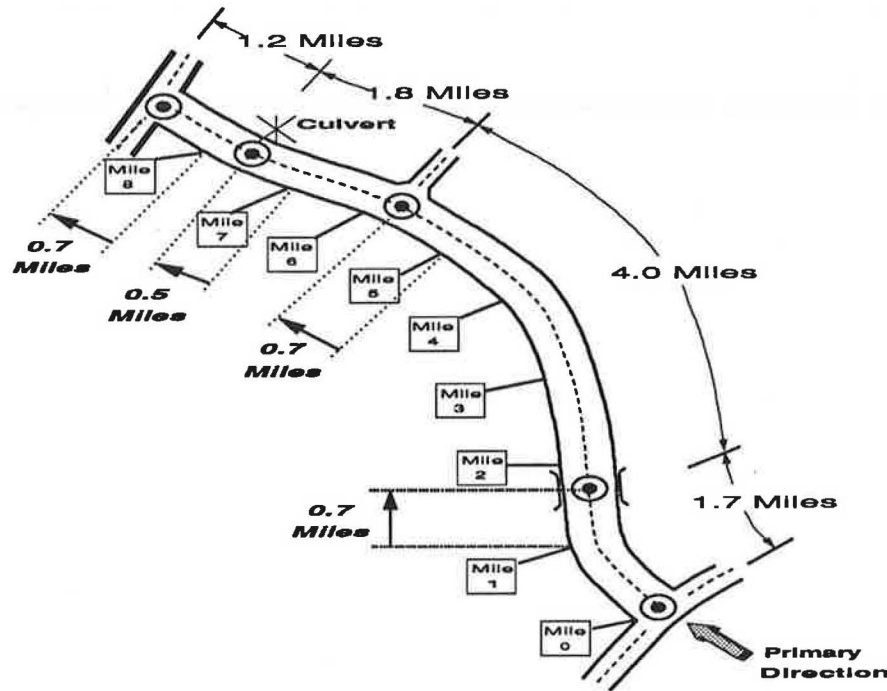 1.2 Miles
1.8 Miles
Culvert
Mile
8
Mile
7
Mile
6
0.7
Miles
Mile
5
4.0 Miles
0.5
Miles
Mile
4
0.7
Miles
Mile
3
Mile
2
1.7 Miles
0.7
Miles
Mile
1
Mile
0
Primary
Direction